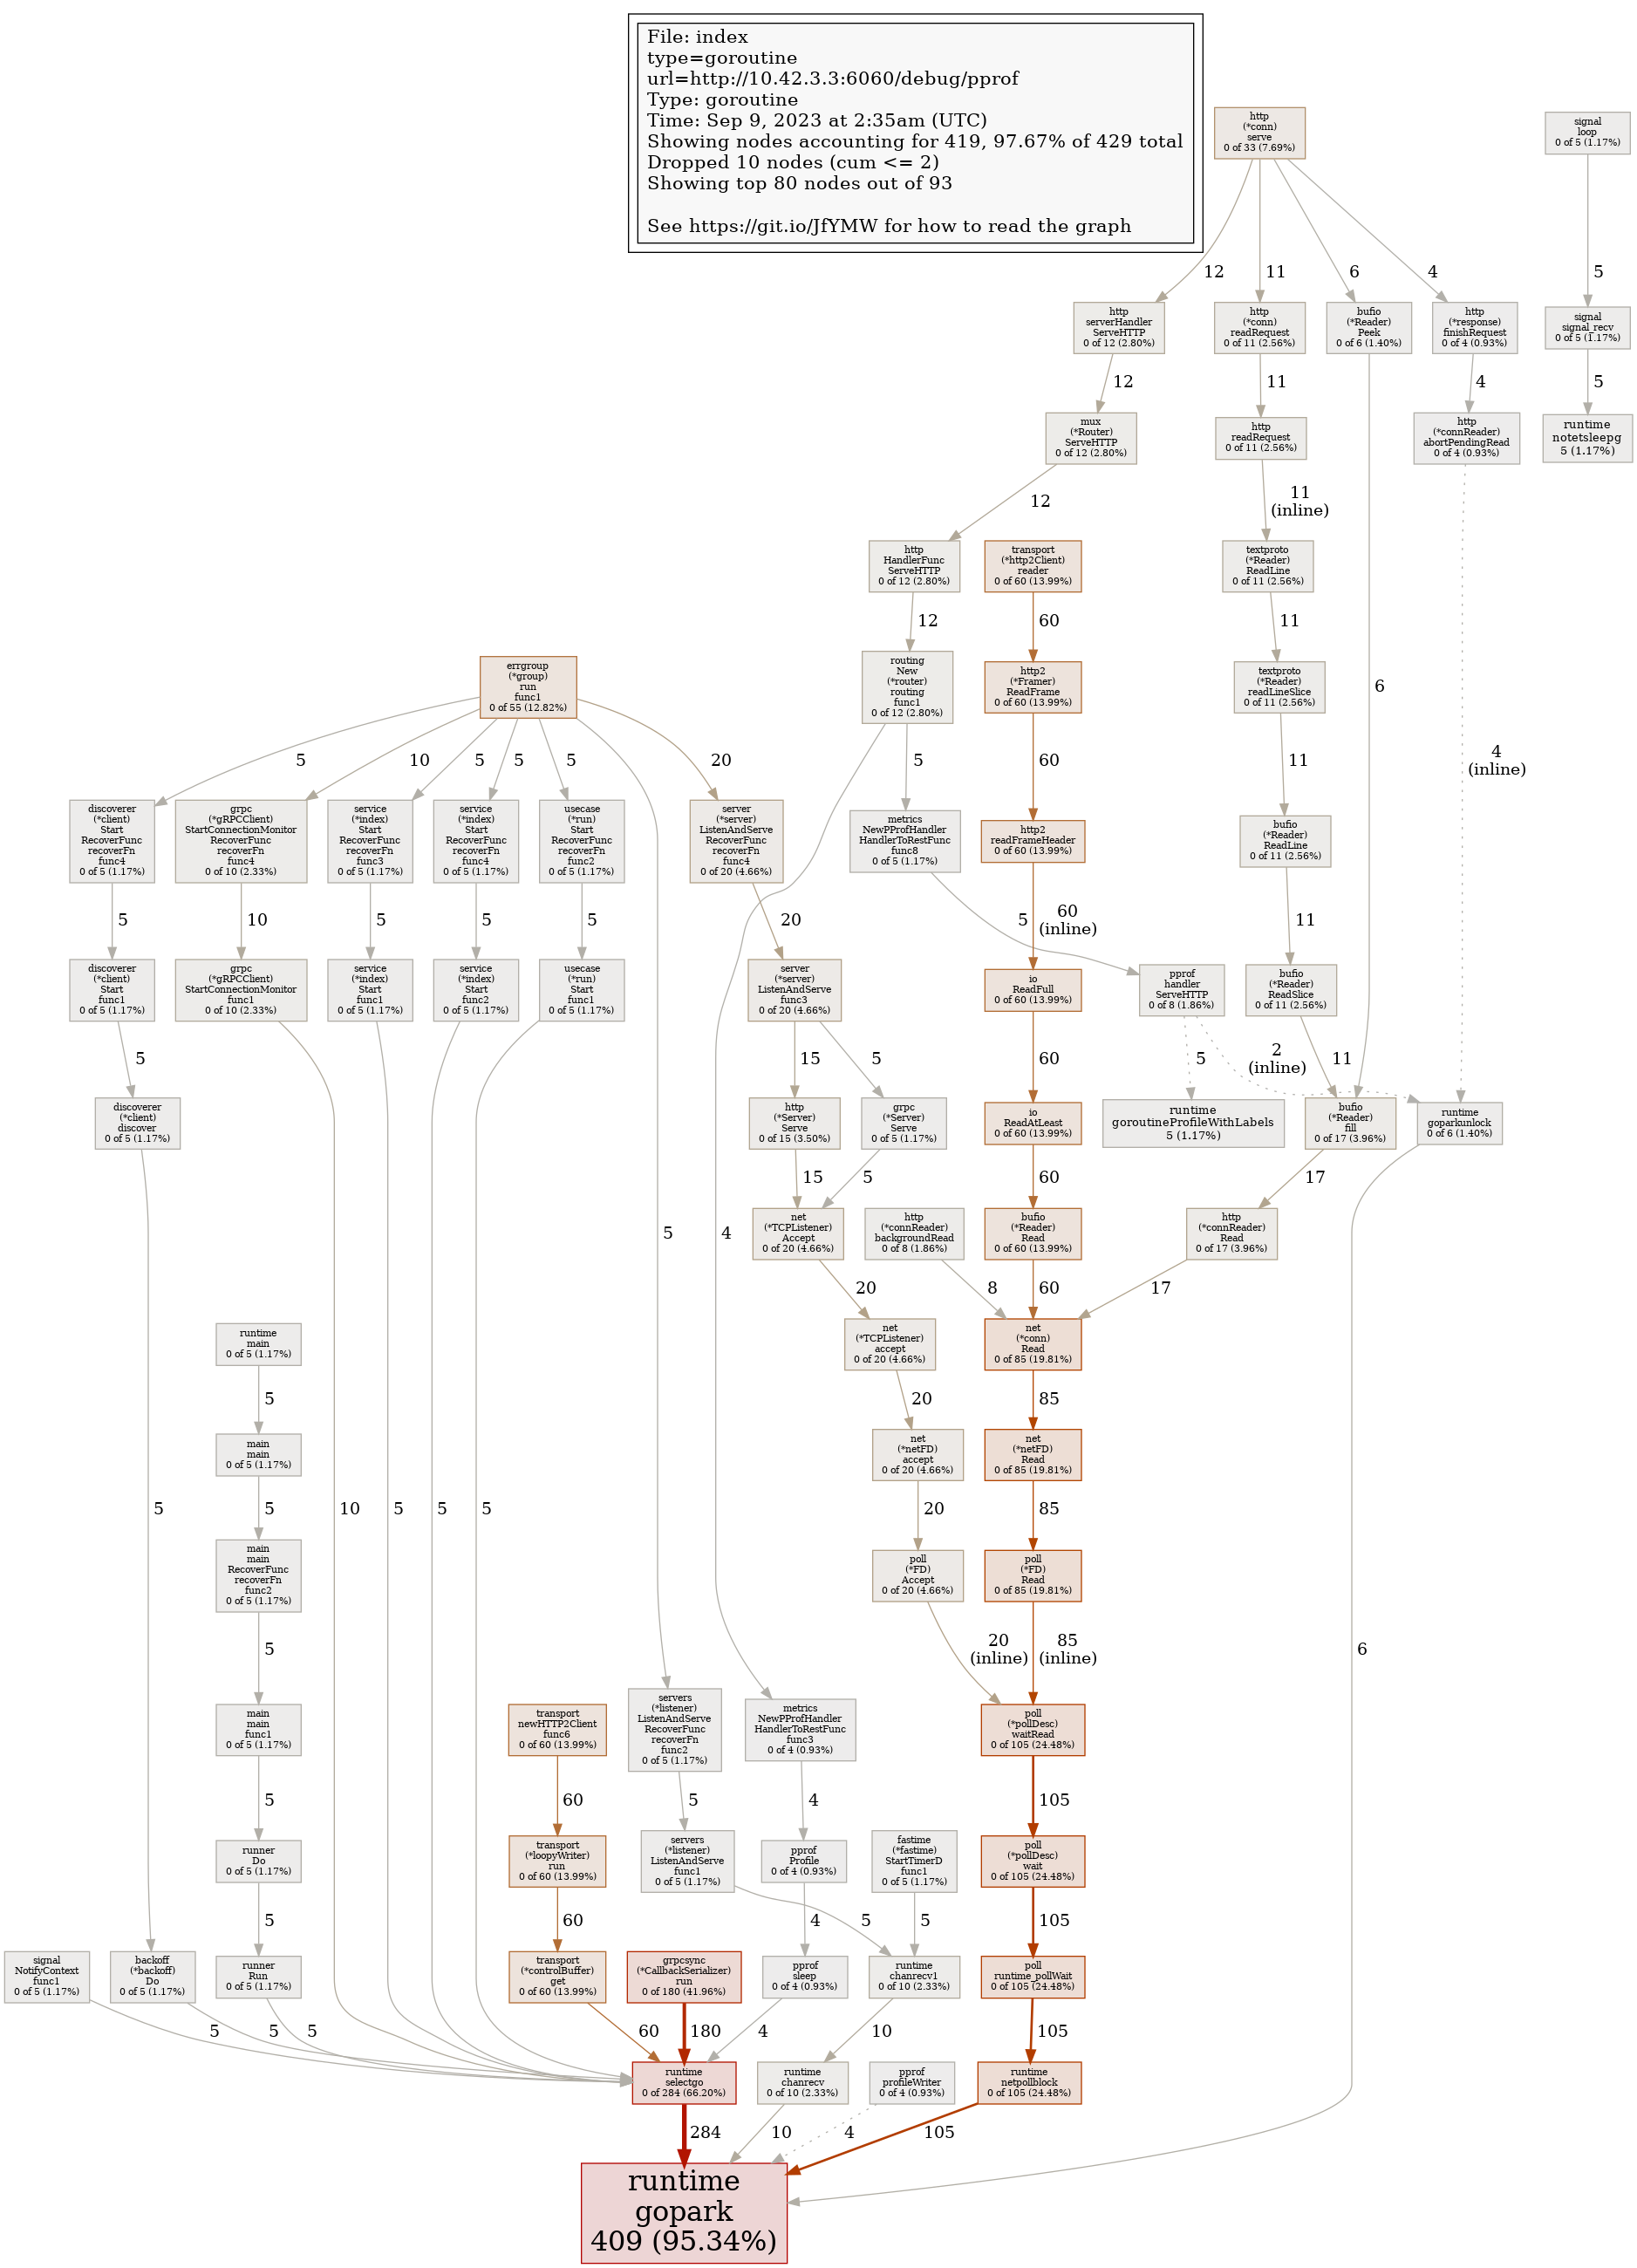 File: index
type=goroutine
url=http://10.42.3.3:6060/debug/pprof
Type: goroutine
Time: Sep 9, 2023 at 2:35am (UTC)
Showing nodes accounting for 419, 97.67% of 429 total
Dropped 10 nodes (cum <= 2)
Showing top 80 nodes out of 93
See https://git.io/JfYMW for how to read the graph
http
(*conn)
serve
0 of 33 (7.69%)
signal
loop
0 of 5 (1.17%)
12
11
6
4
5
http
serverHandler
ServeHTTP
0 of 12 (2.80%)
http
(*conn)
readRequest
0 of 11 (2.56%)
bufio
(*Reader)
Peek
0 of 6 (1.40%)
http
(*response)
finishRequest
0 of 4 (0.93%)
signal
signal_recv
0 of 5 (1.17%)
12
11
4
5
mux
(*Router)
ServeHTTP
0 of 12 (2.80%)
http
readRequest
0 of 11 (2.56%)
http
(*connReader)
abortPendingRead
0 of 4 (0.93%)
runtime
notetsleepg
5 (1.17%)
12
11
(inline)
http
HandlerFunc
ServeHTTP
0 of 12 (2.80%)
transport
(*http2Client)
reader
0 of 60 (13.99%)
textproto
(*Reader)
ReadLine
0 of 11 (2.56%)
12
60
11
errgroup
(*group)
run
func1
0 of 55 (12.82%)
routing
New
(*router)
routing
func1
0 of 12 (2.80%)
http2
(*Framer)
ReadFrame
0 of 60 (13.99%)
textproto
(*Reader)
readLineSlice
0 of 11 (2.56%)
6
5
10
5
5
5
20
5
60
11
4
(inline)
discoverer
(*client)
Start
RecoverFunc
recoverFn
func4
0 of 5 (1.17%)
grpc
(*gRPCClient)
StartConnectionMonitor
RecoverFunc
recoverFn
func4
0 of 10 (2.33%)
service
(*index)
Start
RecoverFunc
recoverFn
func3
0 of 5 (1.17%)
service
(*index)
Start
RecoverFunc
recoverFn
func4
0 of 5 (1.17%)
usecase
(*run)
Start
RecoverFunc
recoverFn
func2
0 of 5 (1.17%)
server
(*server)
ListenAndServe
RecoverFunc
recoverFn
func4
0 of 20 (4.66%)
metrics
NewPProfHandler
HandlerToRestFunc
func8
0 of 5 (1.17%)
http2
readFrameHeader
0 of 60 (13.99%)
bufio
(*Reader)
ReadLine
0 of 11 (2.56%)
5
10
5
5
5
20
5
60
(inline)
11
discoverer
(*client)
Start
func1
0 of 5 (1.17%)
grpc
(*gRPCClient)
StartConnectionMonitor
func1
0 of 10 (2.33%)
service
(*index)
Start
func1
0 of 5 (1.17%)
service
(*index)
Start
func2
0 of 5 (1.17%)
usecase
(*run)
Start
func1
0 of 5 (1.17%)
server
(*server)
ListenAndServe
func3
0 of 20 (4.66%)
io
ReadFull
0 of 60 (13.99%)
pprof
handler
ServeHTTP
0 of 8 (1.86%)
bufio
(*Reader)
ReadSlice
0 of 11 (2.56%)
5
15
5
60
5
2
(inline)
11
discoverer
(*client)
discover
0 of 5 (1.17%)
http
(*Server)
Serve
0 of 15 (3.50%)
grpc
(*Server)
Serve
0 of 5 (1.17%)
io
ReadAtLeast
0 of 60 (13.99%)
runtime
goroutineProfileWithLabels
5 (1.17%)
bufio
(*Reader)
fill
0 of 17 (3.96%)
runtime
goparkunlock
0 of 6 (1.40%)
15
5
60
17
net
(*TCPListener)
Accept
0 of 20 (4.66%)
http
(*connReader)
backgroundRead
0 of 8 (1.86%)
bufio
(*Reader)
Read
0 of 60 (13.99%)
http
(*connReader)
Read
0 of 17 (3.96%)
5
4
20
8
60
17
runtime
main
0 of 5 (1.17%)
net
(*TCPListener)
accept
0 of 20 (4.66%)
net
(*conn)
Read
0 of 85 (19.81%)
5
20
85
main
main
0 of 5 (1.17%)
net
(*netFD)
accept
0 of 20 (4.66%)
net
(*netFD)
Read
0 of 85 (19.81%)
5
5
10
5
5
5
20
85
main
main
RecoverFunc
recoverFn
func2
0 of 5 (1.17%)
poll
(*FD)
Accept
0 of 20 (4.66%)
poll
(*FD)
Read
0 of 85 (19.81%)
5
20
(inline)
85
(inline)
6
main
main
func1
0 of 5 (1.17%)
transport
newHTTP2Client
func6
0 of 60 (13.99%)
servers
(*listener)
ListenAndServe
RecoverFunc
recoverFn
func2
0 of 5 (1.17%)
metrics
NewPProfHandler
HandlerToRestFunc
func3
0 of 4 (0.93%)
poll
(*pollDesc)
waitRead
0 of 105 (24.48%)
5
60
5
4
105
runner
Do
0 of 5 (1.17%)
transport
(*loopyWriter)
run
0 of 60 (13.99%)
servers
(*listener)
ListenAndServe
func1
0 of 5 (1.17%)
pprof
Profile
0 of 4 (0.93%)
fastime
(*fastime)
StartTimerD
func1
0 of 5 (1.17%)
poll
(*pollDesc)
wait
0 of 105 (24.48%)
5
60
4
5
5
105
signal
NotifyContext
func1
0 of 5 (1.17%)
backoff
(*backoff)
Do
0 of 5 (1.17%)
runner
Run
0 of 5 (1.17%)
transport
(*controlBuffer)
get
0 of 60 (13.99%)
grpcsync
(*CallbackSerializer)
run
0 of 180 (41.96%)
pprof
sleep
0 of 4 (0.93%)
runtime
chanrecv1
0 of 10 (2.33%)
poll
runtime_pollWait
0 of 105 (24.48%)
5
5
5
60
180
4
10
105
runtime
selectgo
0 of 284 (66.20%)
runtime
chanrecv
0 of 10 (2.33%)
pprof
profileWriter
0 of 4 (0.93%)
runtime
netpollblock
0 of 105 (24.48%)
284
10
4
105
runtime
gopark
409 (95.34%)